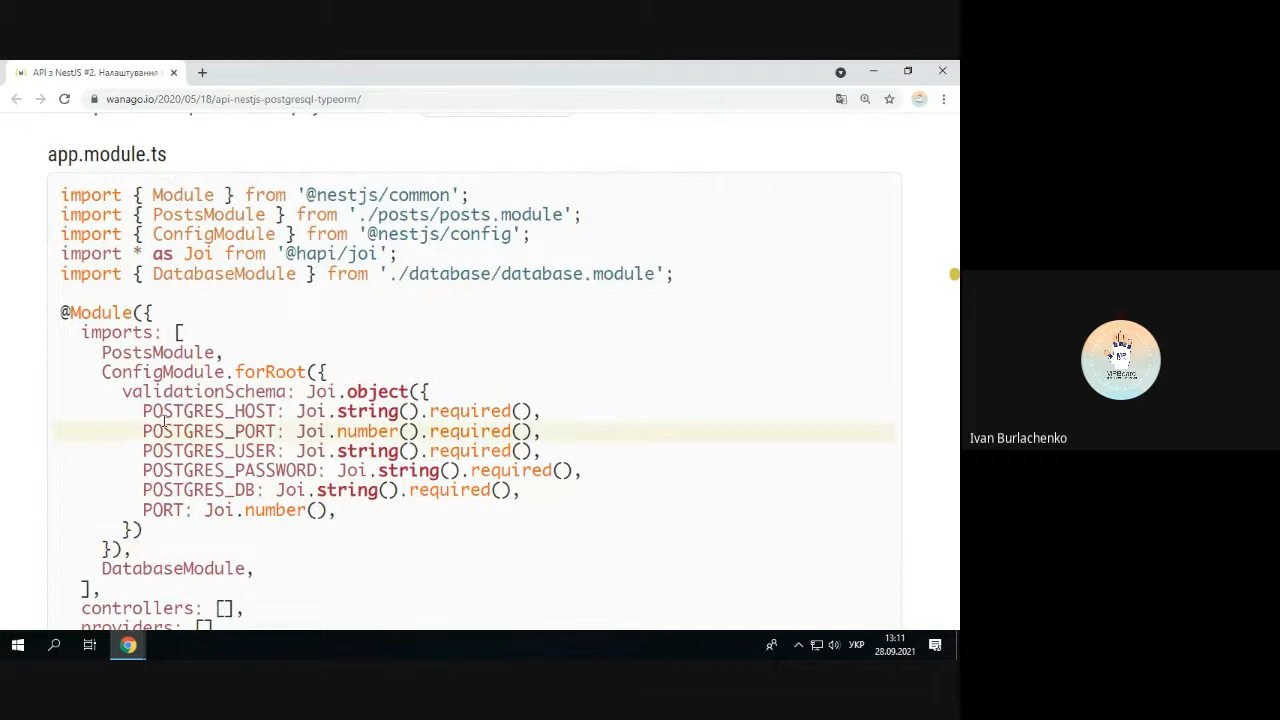 API з NestJS #2. Налаштування
wanago.io/2020/05/18/api-nestjs-postgresql-typeorm/
app.module.ts
import { Module } from '@nestjs/common';
import { PostsModule } from './posts/posts.module';
import { ConfigModule } from '@nestjs/config';
import * as Joi from '@hapi/joi';
import { DatabaseModule } from './database/database.module';
@Module({
imports: [
PostsModule,
ConfigModule.forRoot({
validationSchema: Joi.object({
POSTGRES_HOST: Joi.string().required(),
POSTGRES_PORT: Joi.number().required(),
POSTGRES_USER: Joi.string().required(),
POSTGRES_PASSWORD: Joi.string().required(),
POSTGRES_DB: Joi.string().required(),
PORT: Joi.number(),
})
}),
DatabaseModule,
],
controllers: [],
providers: []
УКР
13:11
28.09.2021
Ivan Burlachenko